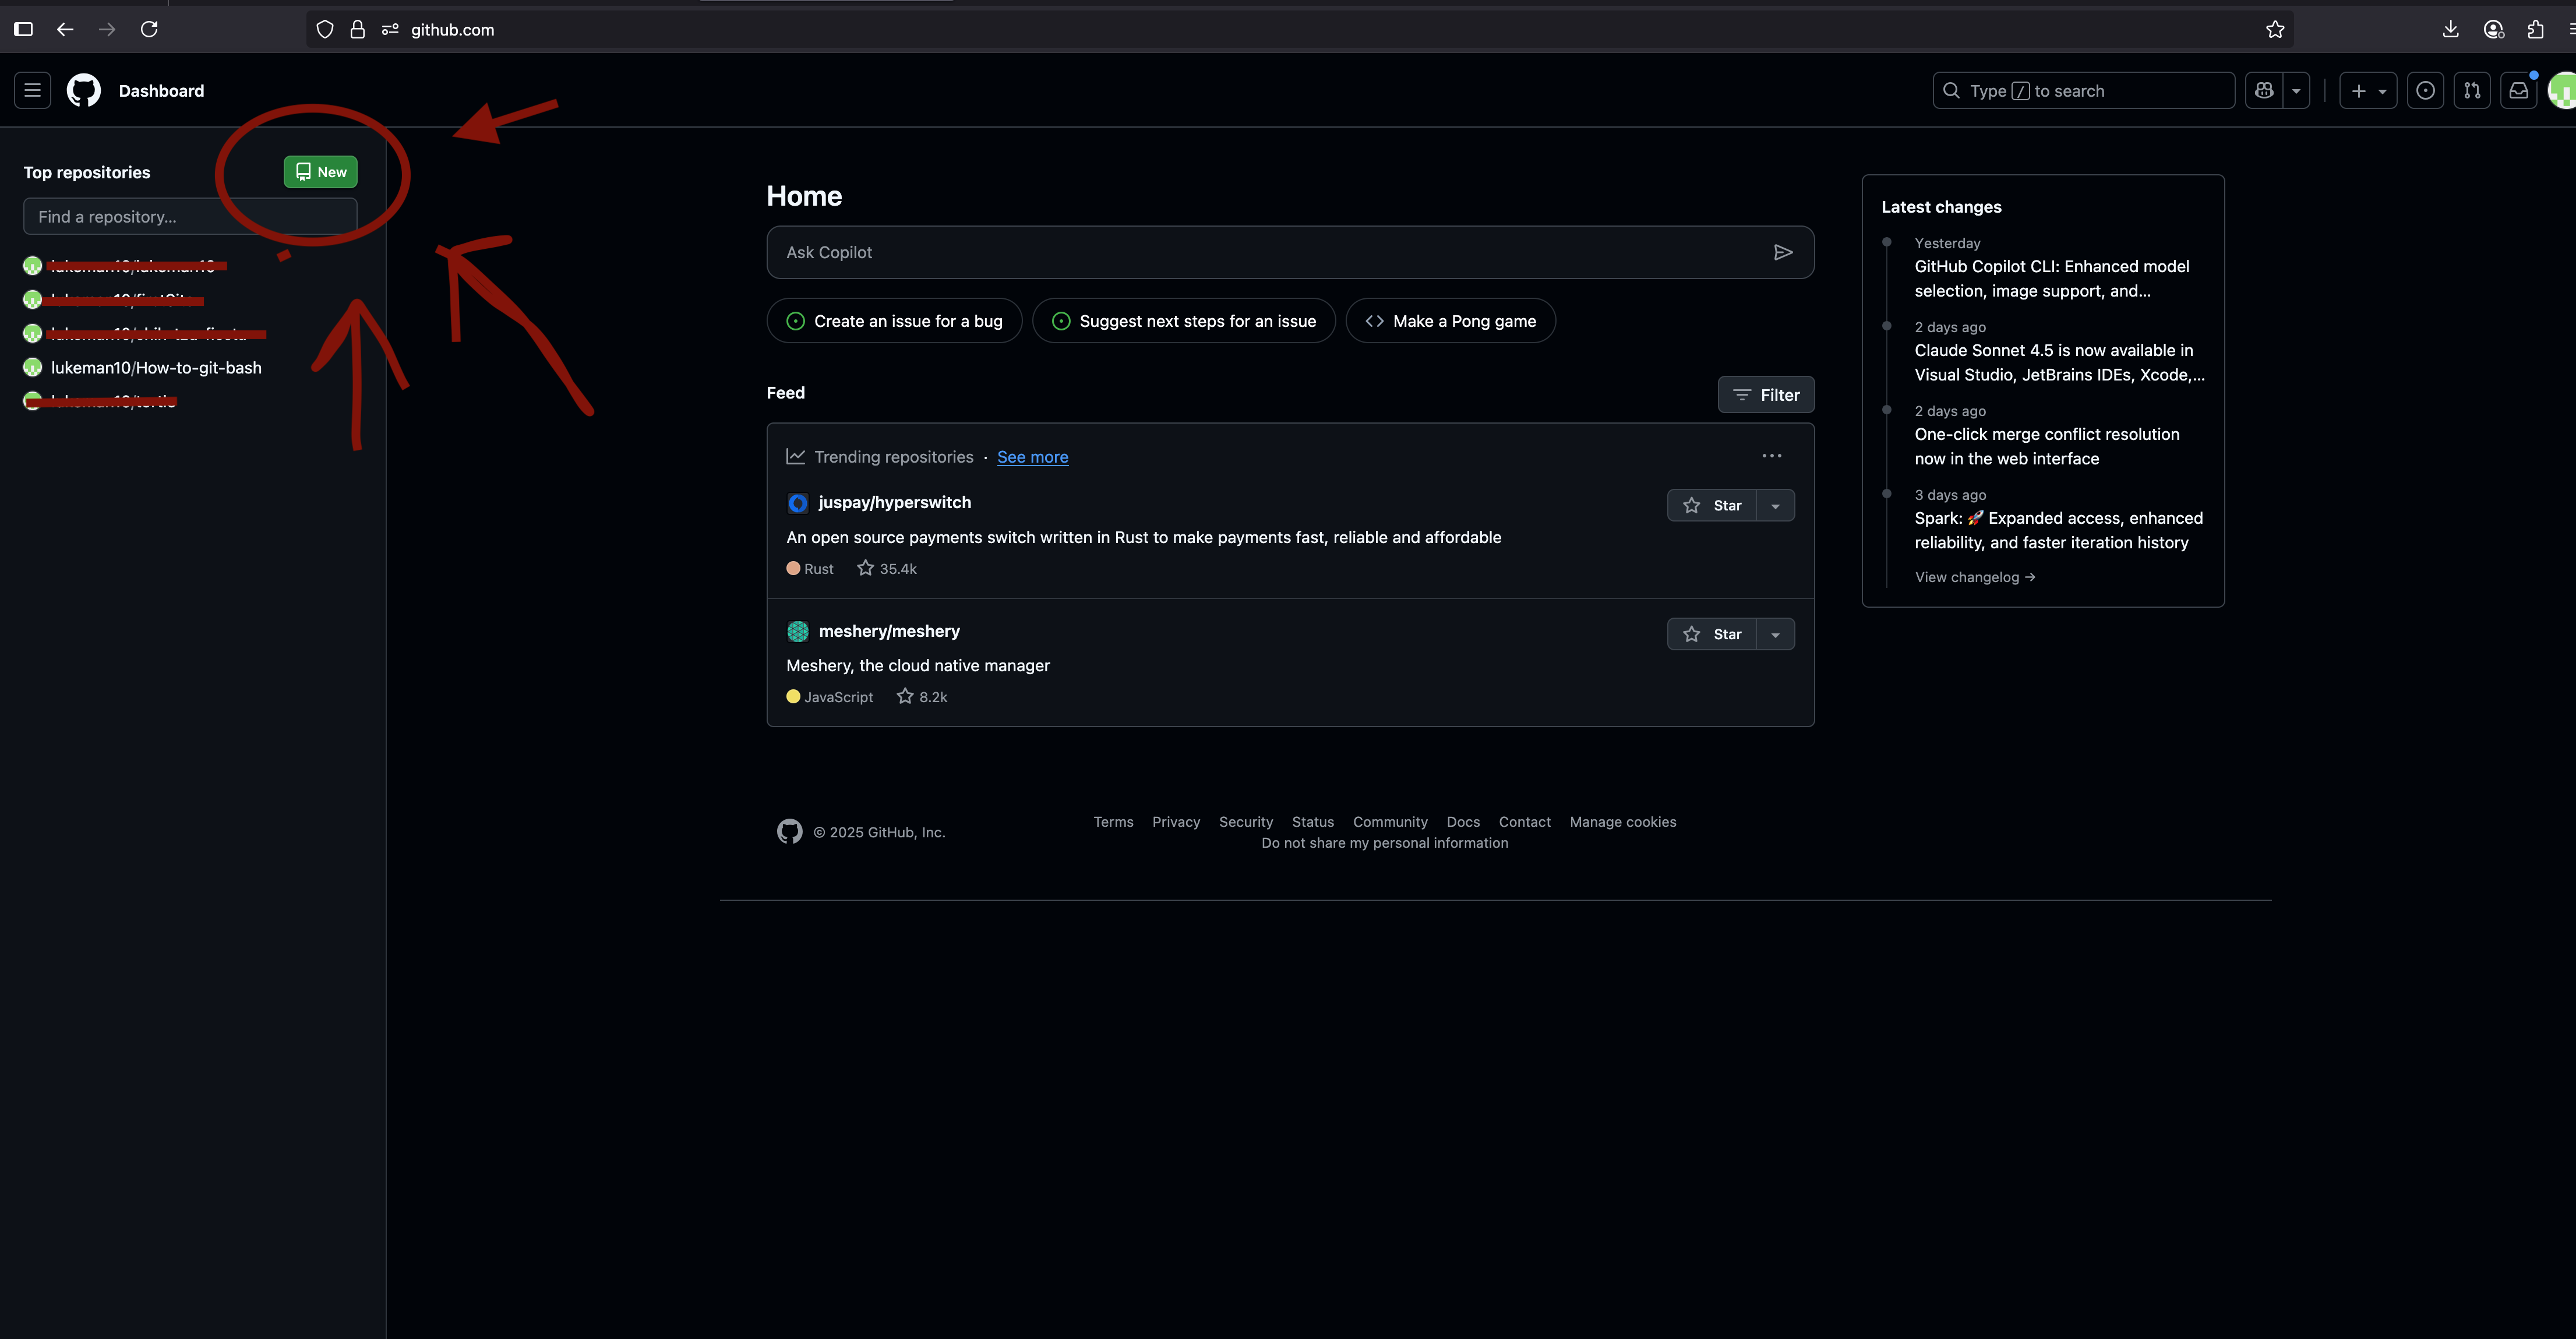 github.com
Dashboard
Type / to search
Top repositories
New
Find a repository...
lukeman10/How-to-git-bash
Home
Ask Copilot
Create an issue for a bug
Suggest next steps for an issue
Make a Pong game
Feed
Filter
Trending repositories · See more
juspay/hyperswitch
Star
An open source payments switch written in Rust to make payments fast, reliable and affordable
Rust 35.4k
meshery/meshery
Star
Meshery, the cloud native manager
JavaScript 8.2k
Latest changes
Yesterday
GitHub Copilot CLI: Enhanced model
selection, image support, and...
2 days ago
Claude Sonnet 4.5 is now available in
Visual Studio, JetBrains IDEs, Xcode,...
2 days ago
One-click merge conflict resolution
now in the web interface
3 days ago
Spark: 🚀 Expanded access, enhanced
reliability, and faster iteration history
View changelog →
© 2025 GitHub, Inc.
Terms Privacy Security Status Community Docs Contact Manage cookies
Do not share my personal information